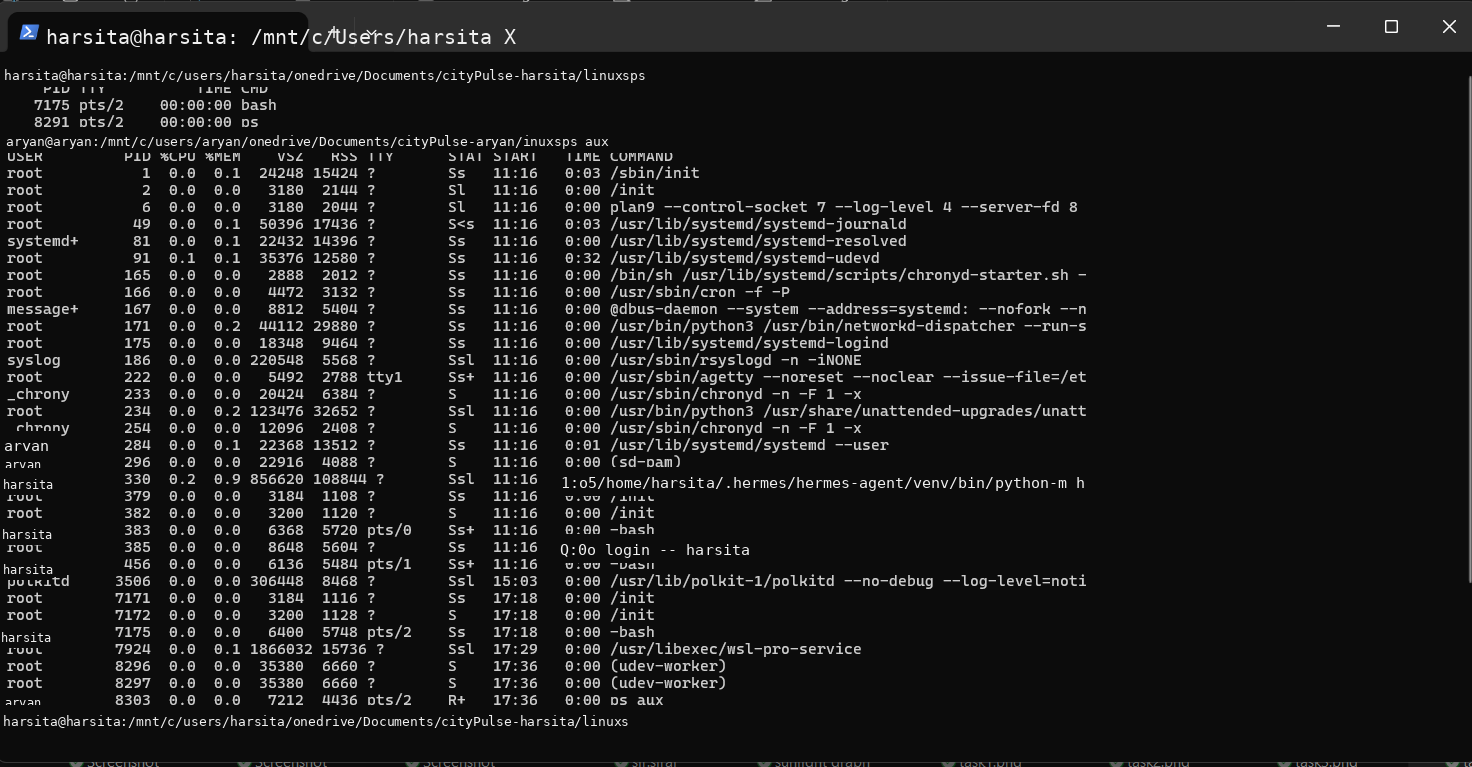 harsita@harsita: /mnt/c/Users/harsita X
harsita@harsita:/mnt/c/users/harsita/onedrive/Documents/cityPulse-harsita/linuxsps
PID TTY TIME CMD
7175 pts/2 00:00:00 bash
8291 pts/2 00:00:00 ps
aryan@aryan:/mnt/c/users/aryan/onedrive/Documents/cityPulse-aryan/inuxsps aux
USER PID %CPU %MEM VSZ RSS TTY STAT START TIME COMMAND
root 1 0.0 0.1 24248 15424 ? Ss 11:16 0:03 /sbin/init
root 2 0.0 0.0 3180 2144 ? Sl 11:16 0:00 /init
root 6 0.0 0.0 3180 2044 ? Sl 11:16 0:00 plan9 --control-socket 7 --log-level 4 --server-fd 8
root 49 0.0 0.1 50396 17436 ? S<s 11:16 0:03 /usr/lib/systemd/systemd-journald
systemd+ 81 0.0 0.1 22432 14396 ? Ss 11:16 0:00 /usr/lib/systemd/systemd-resolved
root 91 0.1 0.1 35376 12580 ? Ss 11:16 0:32 /usr/lib/systemd/systemd-udevd
root 165 0.0 0.0 2888 2012 ? Ss 11:16 0:00 /bin/sh /usr/lib/systemd/scripts/chronyd-starter.sh -
root 166 0.0 0.0 4472 3132 ? Ss 11:16 0:00 /usr/sbin/cron -f -P
message+ 167 0.0 0.0 8812 5404 ? Ss 11:16 0:00 @dbus-daemon --system --address=systemd: --nofork --n
root 171 0.0 0.2 44112 29880 ? Ss 11:16 0:00 /usr/bin/python3 /usr/bin/networkd-dispatcher --run-s
root 175 0.0 0.0 18348 9464 ? Ss 11:16 0:00 /usr/lib/systemd/systemd-logind
syslog 186 0.0 0.0 220548 5568 ? Ssl 11:16 0:00 /usr/sbin/rsyslogd -n -iNONE
root 222 0.0 0.0 5492 2788 tty1 Ss+ 11:16 0:00 /usr/sbin/agetty --noreset --noclear --issue-file=/et
_chrony 233 0.0 0.0 20424 6384 ? S 11:16 0:00 /usr/sbin/chronyd -n -F 1 -x
root 234 0.0 0.2 123476 32652 ? Ssl 11:16 0:00 /usr/bin/python3 /usr/share/unattended-upgrades/unatt
_chrony 254 0.0 0.0 12096 2408 ? S 11:16 0:00 /usr/sbin/chronyd -n -F 1 -x
arvan 284 0.0 0.1 22368 13512 ? Ss 11:16 0:01 /usr/lib/systemd/systemd --user
arvan 296 0.0 0.0 22916 4088 ? S 11:16 0:00 (sd-pam)
harsita 330 0.2 0.9 856620 108844 ? Ssl 11:16 1:o5/home/harsita/.hermes/hermes-agent/venv/bin/python-m h
root 379 0.0 0.0 3184 1108 ? Ss 11:16 0:00 /init
root 382 0.0 0.0 3200 1120 ? S 11:16 0:00 /init
harsita 383 0.0 0.0 6368 5720 pts/0 Ss+ 11:16 0:00 -bash
root 385 0.0 0.0 8648 5604 ? Ss 11:16 Q:0o login -- harsita
harsita 456 0.0 0.0 6136 5484 pts/1 Ss+ 11:16 0:00 -bash
polkitd 3506 0.0 0.0 306448 8468 ? Ssl 15:03 0:00 /usr/lib/polkit-1/polkitd --no-debug --log-level=noti
root 7171 0.0 0.0 3184 1116 ? Ss 17:18 0:00 /init
root 7172 0.0 0.0 3200 1128 ? S 17:18 0:00 /init
harsita 7175 0.0 0.0 6400 5748 pts/2 Ss 17:18 0:00 -bash
root 7924 0.0 0.1 1866032 15736 ? Ssl 17:29 0:00 /usr/libexec/wsl-pro-service
root 8296 0.0 0.0 35380 6660 ? S 17:36 0:00 (udev-worker)
root 8297 0.0 0.0 35380 6660 ? S 17:36 0:00 (udev-worker)
arvan 8303 0.0 0.0 7212 4436 pts/2 R+ 17:36 0:00 ps aux
harsita@harsita:/mnt/c/users/harsita/onedrive/Documents/cityPulse-harsita/linuxs
Screenshot Screenshot Screenshot sunlight graph task1.png task2.png task3.png